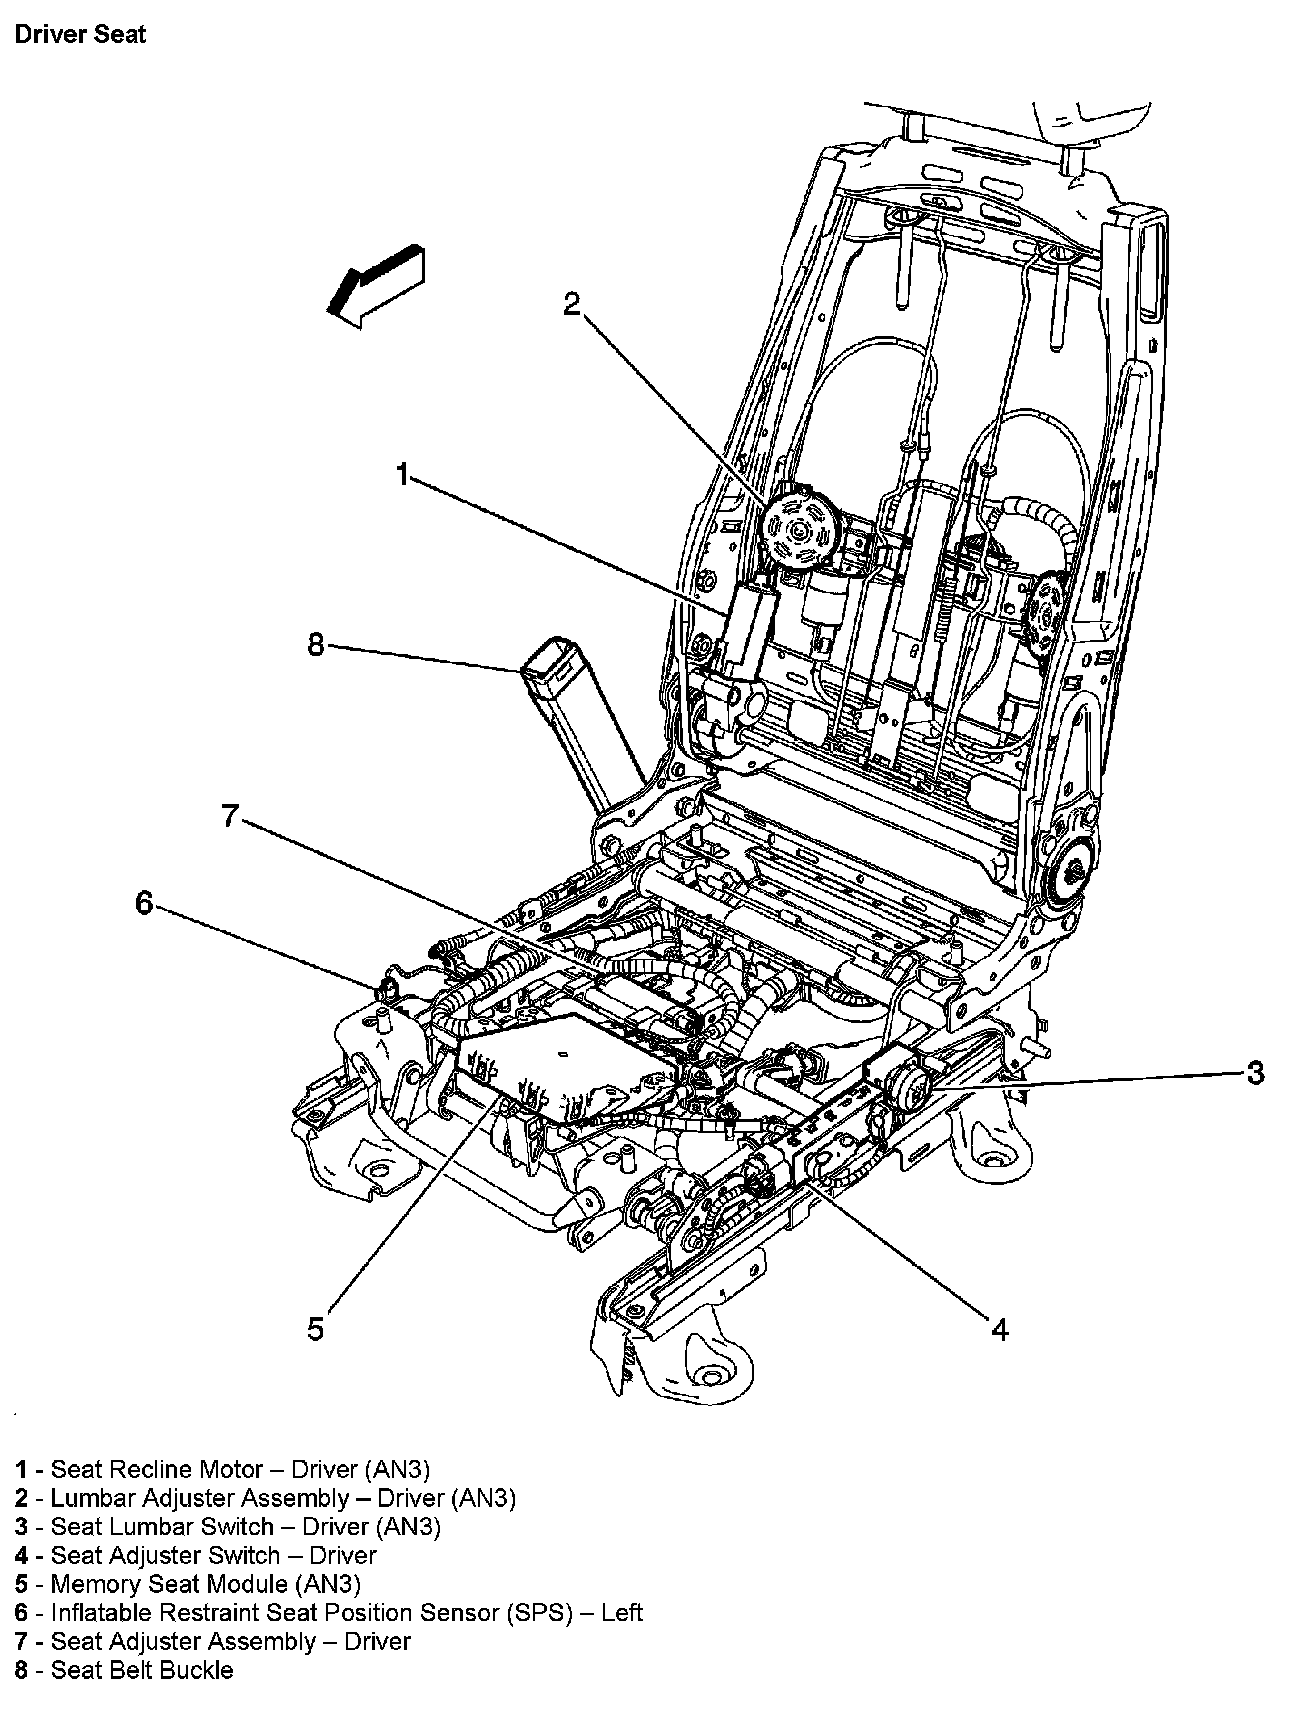 Driver Seat
2
1
8
7
6
3
5
4
1 - Seat Recline Motor – Driver (AN3)
2 - Lumbar Adjuster Assembly – Driver (AN3)
3 - Seat Lumbar Switch – Driver (AN3)
4 - Seat Adjuster Switch – Driver
5 - Memory Seat Module (AN3)
6 - Inflatable Restraint Seat Position Sensor (SPS) – Left
7 - Seat Adjuster Assembly – Driver
8 - Seat Belt Buckle